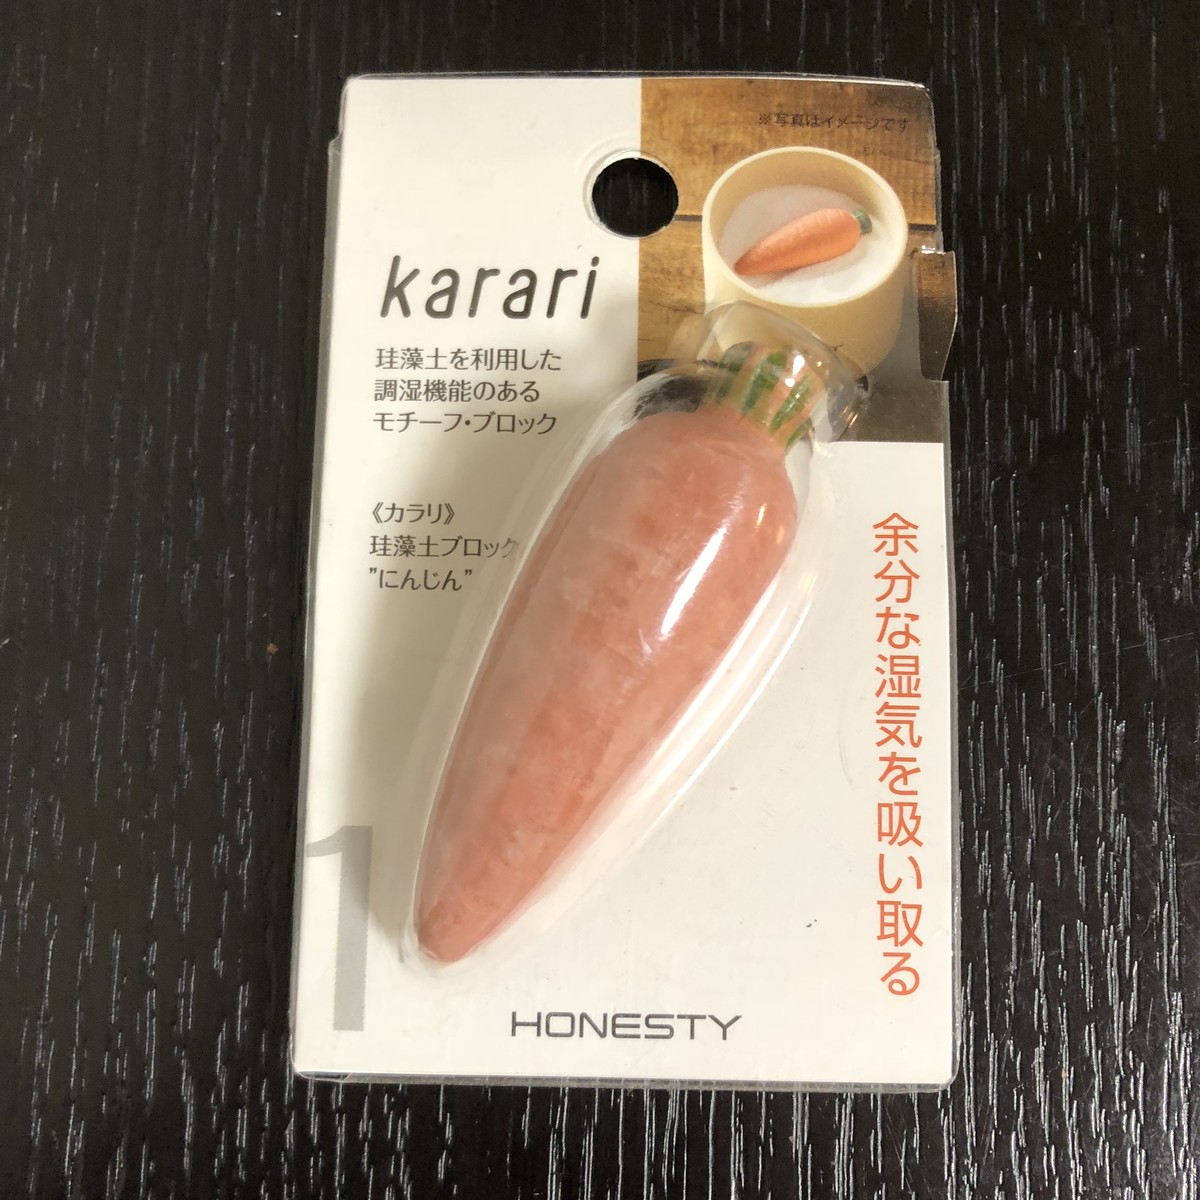 ※写真はイメージです
karari
珪藻土を利用した
調湿機能のある
モチーフ・ブロック
《カラリ》
珪藻土ブロック
”にんじん”
余分な湿気を吸い取る
1
HONESTY